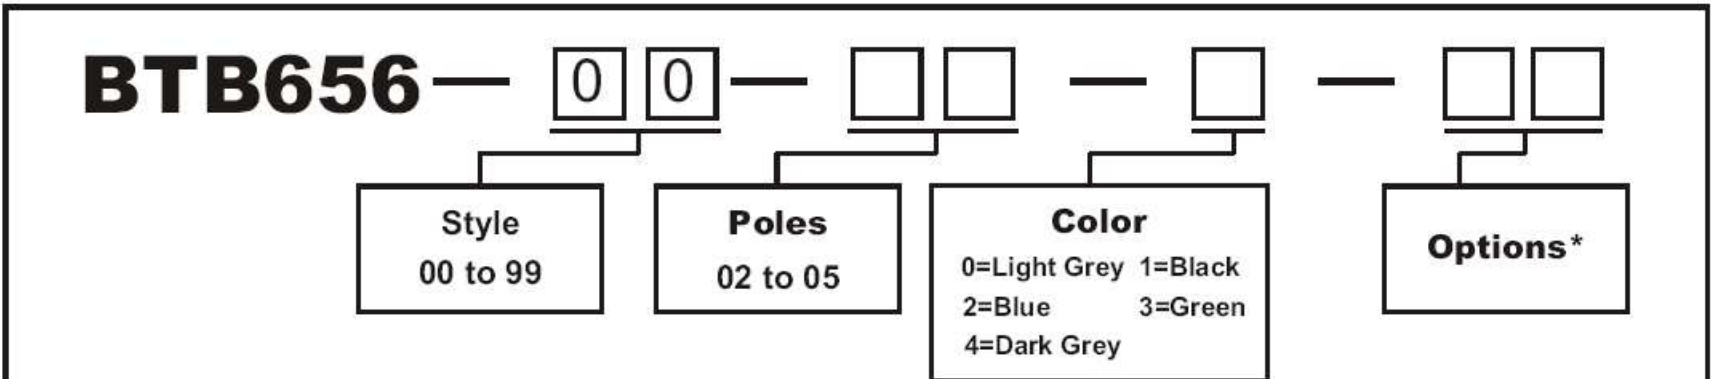 BTB656— 0 0 — — —
Style
00 to 99
Poles
02 to 05
Color
0=Light Grey 1=Black
2=Blue 3=Green
4=Dark Grey
Options*